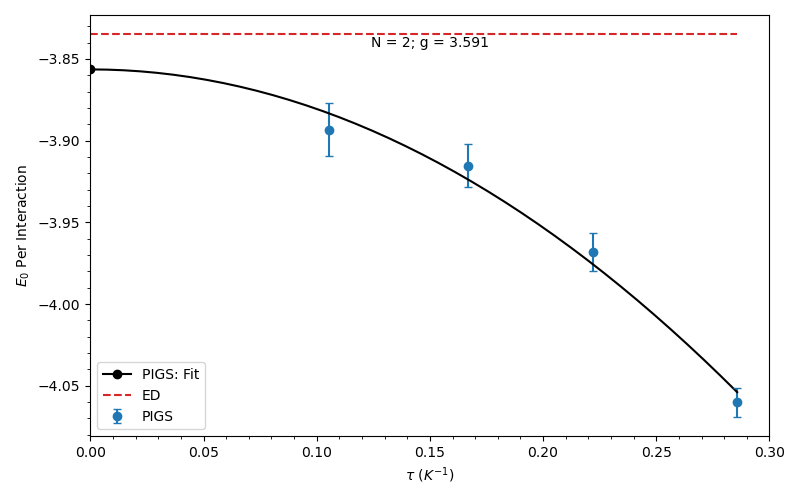 N = 2; g = 3.591
−3.85
−3.90
−3.95
−4.00
−4.05
E₀ Per Interaction
PIGS: Fit
ED
PIGS
0.00 0.05 0.10 0.15 0.20 0.25 0.30
τ (K⁻¹)